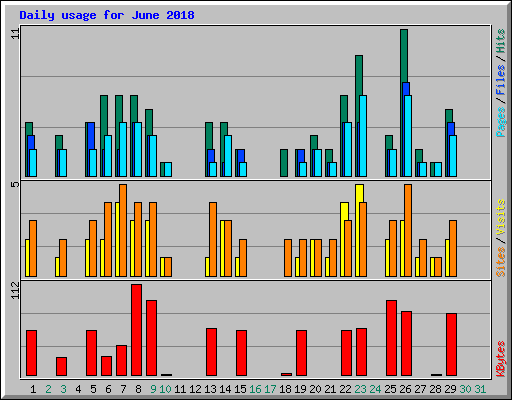 Daily usage for June 2018
11
Pages / Files / Hits
5
Sites / Visits
112
KBytes
1 2 3 4 5 6 7 8 9 10 11 12 13 14 15 16 17 18 19 20 21 22 23 24 25 26 27 28 29 30 31